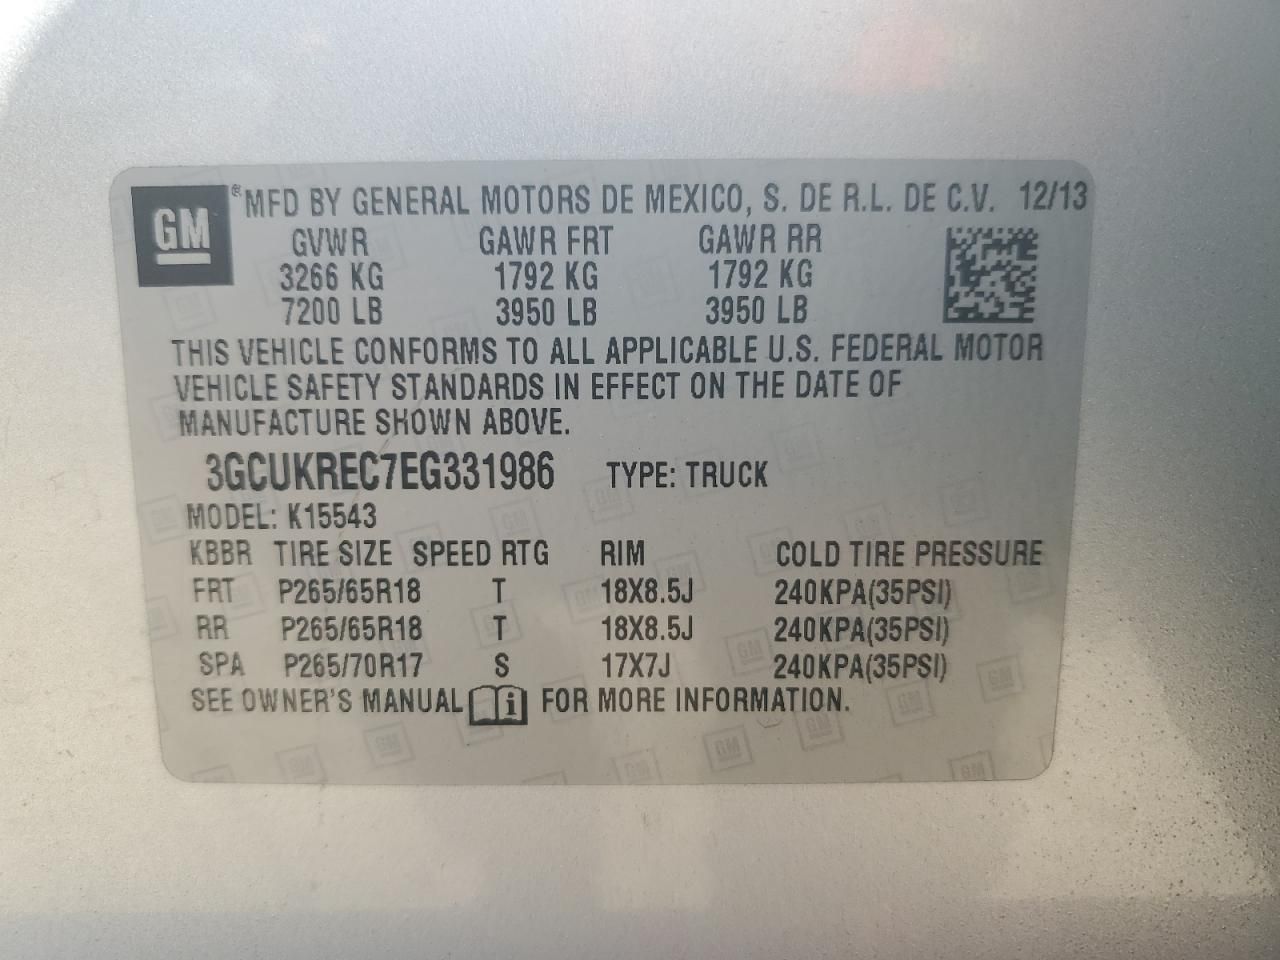 GM ® MFD BY GENERAL MOTORS DE MEXICO, S. DE R.L. DE C.V. 12/13
GVWR GAWR FRT GAWR RR
3266 KG 1792 KG 1792 KG
7200 LB 3950 LB 3950 LB
THIS VEHICLE CONFORMS TO ALL APPLICABLE U.S. FEDERAL MOTOR
VEHICLE SAFETY STANDARDS IN EFFECT ON THE DATE OF
MANUFACTURE SHOWN ABOVE.
3GCUKREC7EG331986 TYPE: TRUCK
MODEL: K15543
KBBR TIRE SIZE SPEED RTG RIM COLD TIRE PRESSURE
FRT P265/65R18 T 18X8.5J 240KPA(35PSI)
RR P265/65R18 T 18X8.5J 240KPA(35PSI)
SPA P265/70R17 S 17X7J 240KPA(35PSI)
SEE OWNER'S MANUAL i FOR MORE INFORMATION.